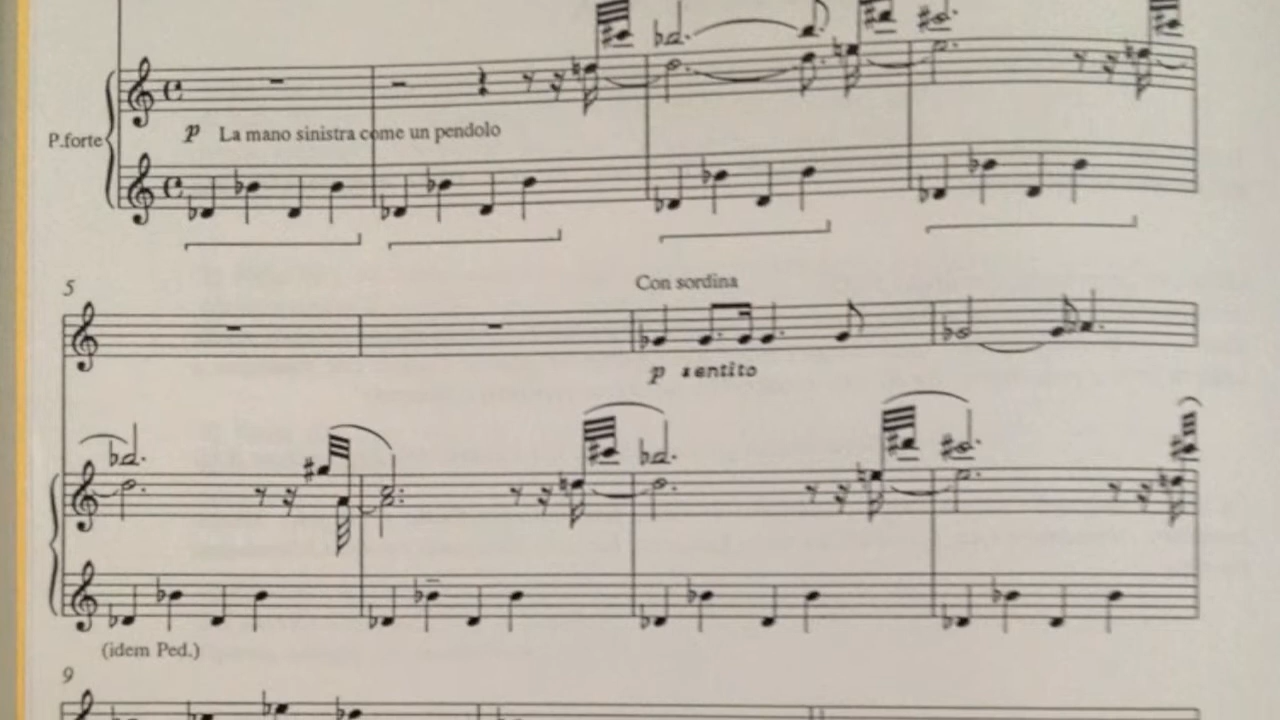 P.forte
p La mano sinistra come un pendolo
5
Con sordina
p sentito
(idem Ped.)
9